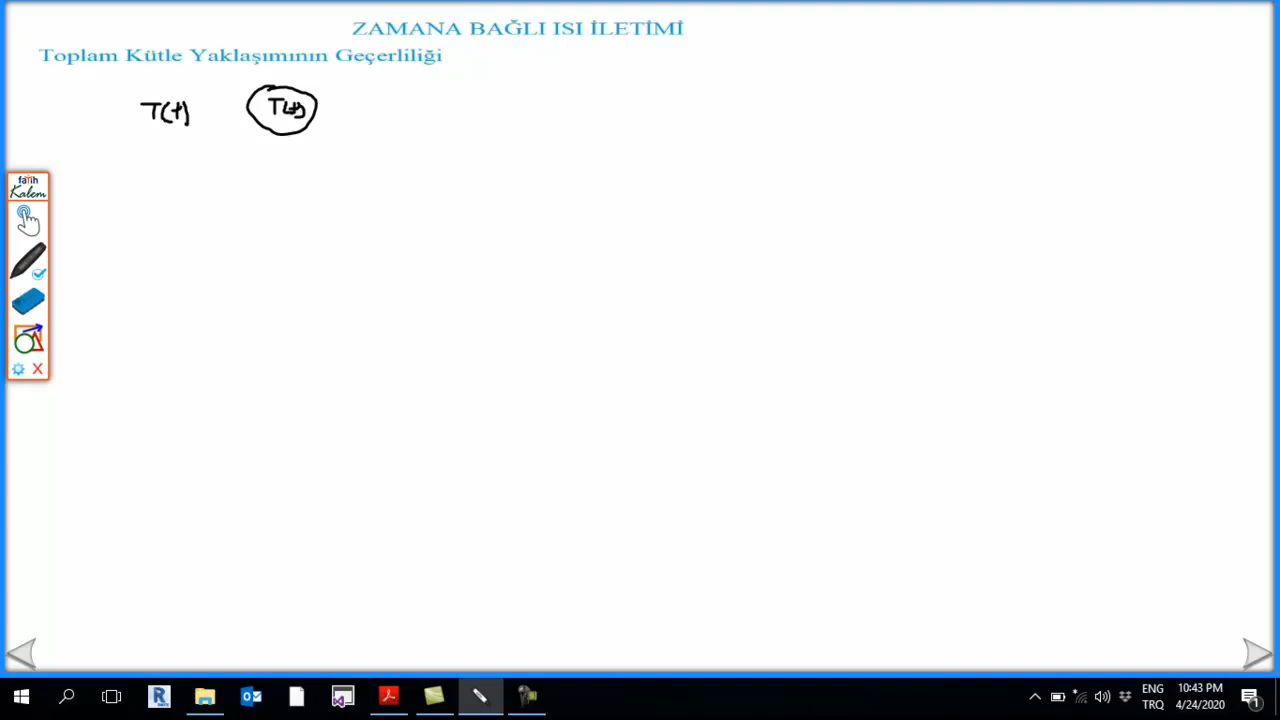 ZAMANA BAĞLI ISI İLETİMİ
Toplam Kütle Yaklaşımının Geçerliliği
T(t) T(t)
fatih
Kalem
ENG 10:43 PM
TRQ 4/24/2020